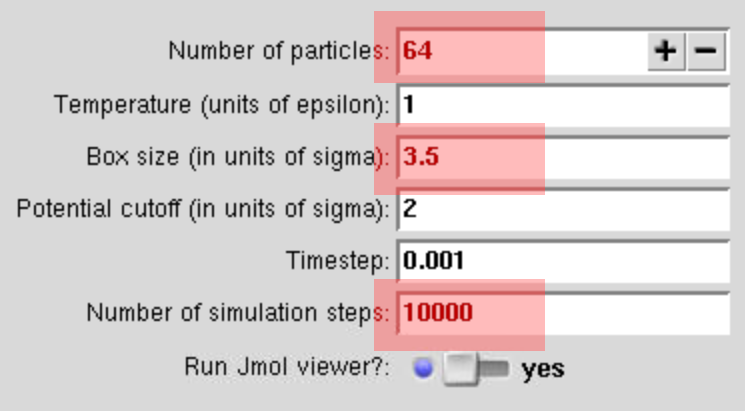 Number of particles: 64 + −
Temperature (units of epsilon): 1
Box size (in units of sigma): 3.5
Potential cutoff (in units of sigma): 2
Timestep: 0.001
Number of simulation steps: 10000
Run Jmol viewer?: yes